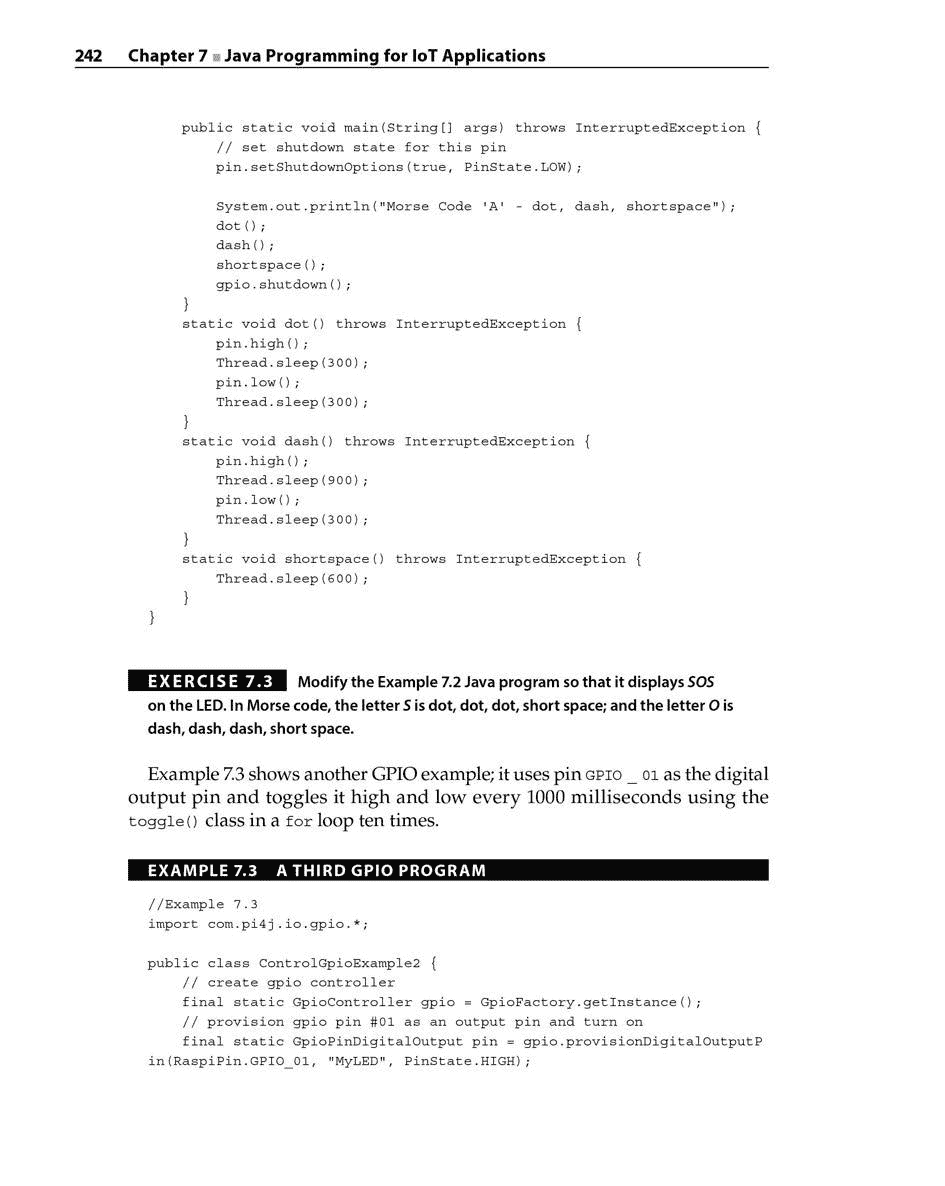 242 Chapter 7 ■ Java Programming for IoT Applications
public static void main(String[] args) throws InterruptedException {
// set shutdown state for this pin
pin.setShutdownOptions(true, PinState.LOW);
System.out.println("Morse Code 'A' - dot, dash, shortspace");
dot();
dash();
shortspace();
gpio.shutdown();
}
static void dot() throws InterruptedException {
pin.high();
Thread.sleep(300);
pin.low();
Thread.sleep(300);
}
static void dash() throws InterruptedException {
pin.high();
Thread.sleep(900);
pin.low();
Thread.sleep(300);
}
static void shortspace() throws InterruptedException {
Thread.sleep(600);
}
}
EXERCISE 7.3 Modify the Example 7.2 Java program so that it displays SOS
on the LED. In Morse code, the letter S is dot, dot, dot, short space; and the letter O is
dash, dash, dash, short space.
Example 7.3 shows another GPIO example; it uses pin GPIO _ 01 as the digital
output pin and toggles it high and low every 1000 milliseconds using the
toggle() class in a for loop ten times.
EXAMPLE 7.3 A THIRD GPIO PROGRAM
//Example 7.3
import com.pi4j.io.gpio.*;
public class ControlGpioExample2 {
// create gpio controller
final static GpioController gpio = GpioFactory.getInstance();
// provision gpio pin #01 as an output pin and turn on
final static GpioPinDigitalOutput pin = gpio.provisionDigitalOutputP
in(RaspiPin.GPIO_01, "MyLED", PinState.HIGH);